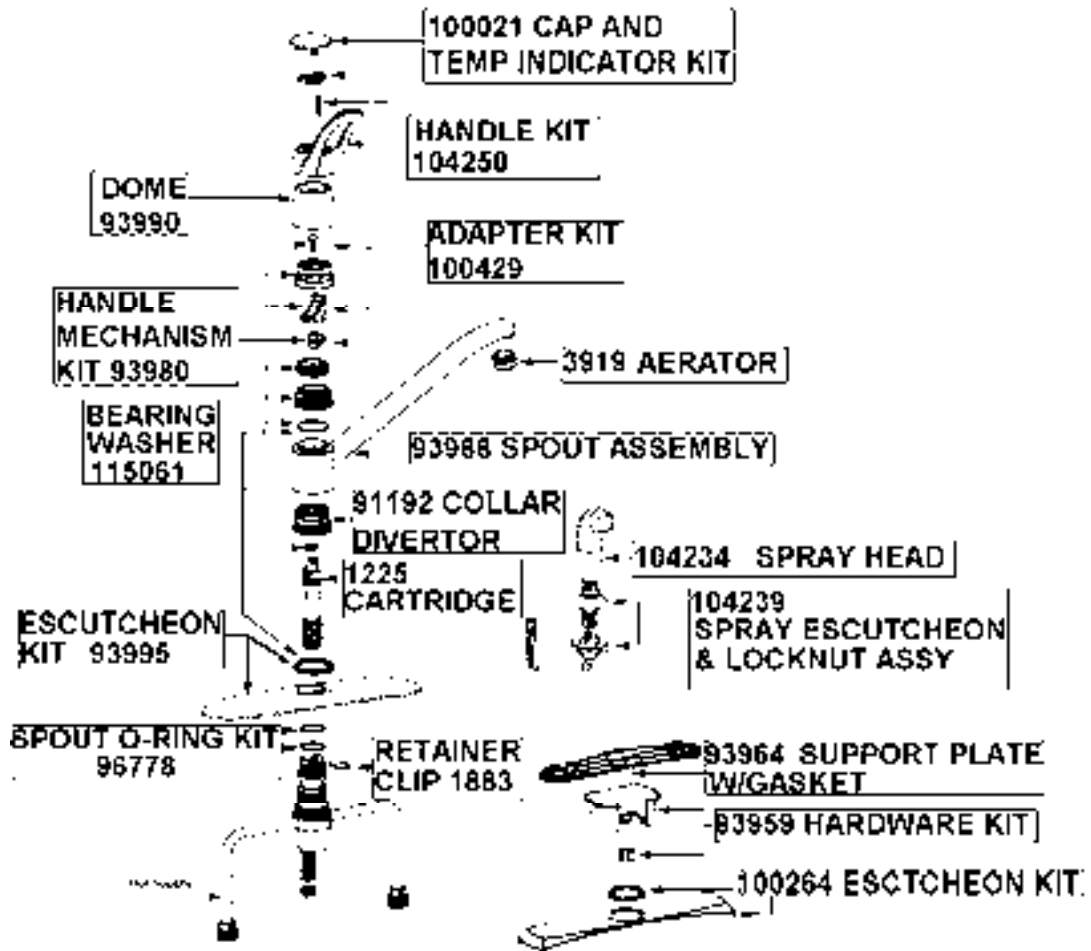 100021 CAP AND
TEMP INDICATOR KIT
HANDLE KIT
104250
DOME
93990
ADAPTER KIT
100429
HANDLE
MECHANISM
KIT 93980
3919 AERATOR
BEARING
WASHER
115061
93988 SPOUT ASSEMBLY
91192 COLLAR
DIVERTOR
104234 SPRAY HEAD
1225
CARTRIDGE
104239
SPRAY ESCUTCHEON
& LOCKNUT ASSY
ESCUTCHEON
KIT 93995
SPOUT O-RING KIT
96778
RETAINER
CLIP 1883
93964 SUPPORT PLATE
W/GASKET
93959 HARDWARE KIT
100264 ESCTCHEON KIT